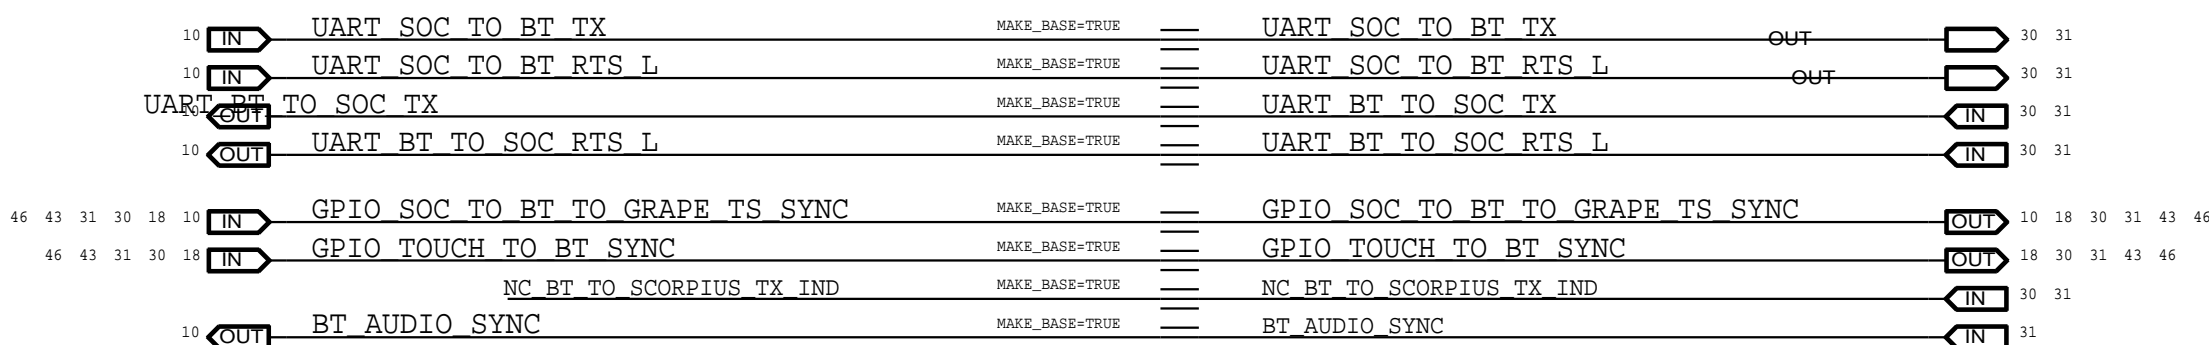 10 IN UART_SOC_TO_BT_TX MAKE_BASE=TRUE UART_SOC_TO_BT_TX OUT 30 31
10 IN UART_SOC_TO_BT_RTS_L MAKE_BASE=TRUE UART_SOC_TO_BT_RTS_L OUT 30 31
10 OUT UART_BT_TO_SOC_TX MAKE_BASE=TRUE UART_BT_TO_SOC_TX IN 30 31
10 OUT UART_BT_TO_SOC_RTS_L MAKE_BASE=TRUE UART_BT_TO_SOC_RTS_L IN 30 31
46 43 31 30 18 10 IN GPIO_SOC_TO_BT_TO_GRAPE_TS_SYNC MAKE_BASE=TRUE GPIO_SOC_TO_BT_TO_GRAPE_TS_SYNC OUT 10 18 30 31 43 46
46 43 31 30 18 IN GPIO_TOUCH_TO_BT_SYNC MAKE_BASE=TRUE GPIO_TOUCH_TO_BT_SYNC OUT 18 30 31 43 46
NC_BT_TO_SCORPIUS_TX_IND MAKE_BASE=TRUE NC_BT_TO_SCORPIUS_TX_IND IN 30 31
10 OUT BT_AUDIO_SYNC MAKE_BASE=TRUE BT_AUDIO_SYNC IN 31